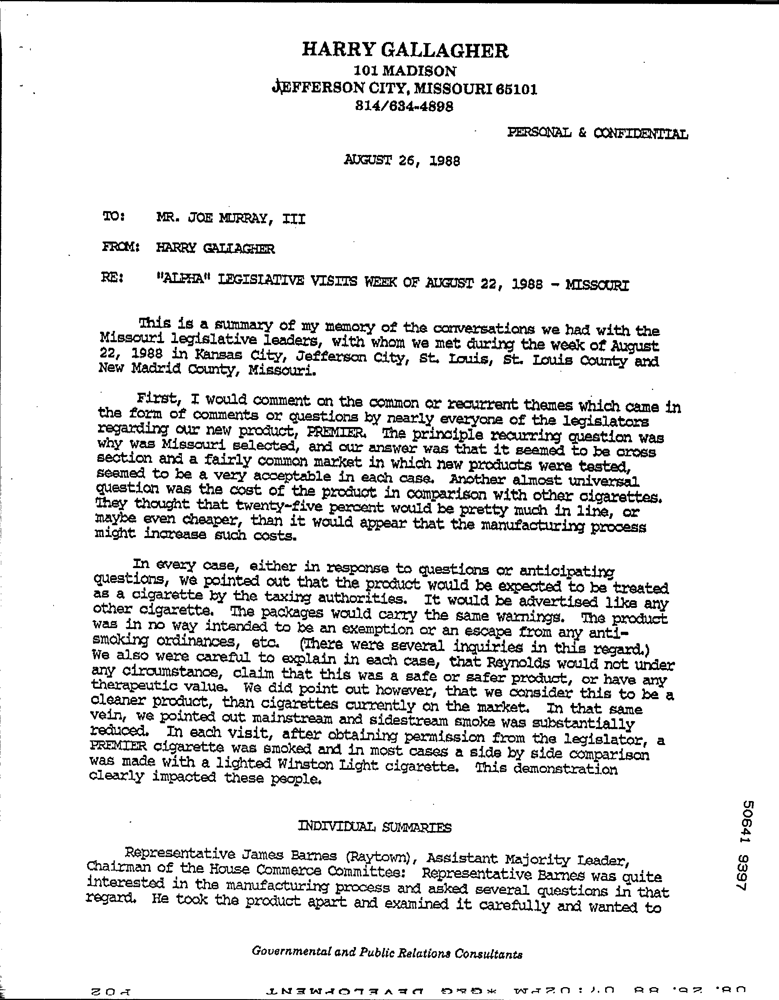 HARRY GALLAGHER
101 MADISON
JEFFERSON CITY, MISSOURI 65101
314/634-4898
PERSONAL & CONFIDENTIAL
AUGUST 26, 1988
TO: MR. JOE MURRAY, III
FROM: HARRY GALLAGHER
RE: "ALPHA" LEGISLATIVE VISITS WEEK OF AUGUST 22, 1988 - MISSOURI
This is a summary of my memory of the conversations we had with the
Missouri legislative leaders, with whom we met during the week of August
22, 1988 in Kansas City, Jefferson City, St. Louis, St. Louis County and
New Madrid County, Missouri.
First, I would comment on the common or recurrent themes which came in
the form of comments or questions by nearly everyone of the legislators
regarding our new product, PREMIER. The principle recurring question was
why was Missouri selected, and our answer was that it seemed to be cross
section and a fairly common market in which new products were tested,
seemed to be a very acceptable in each case. Another almost universal
question was the cost of the product in comparison with other cigarettes.
They thought that twenty-five percent would be pretty much in line, or
maybe even cheaper, than it would appear that the manufacturing process
might increase such costs.
In every case, either in response to questions or anticipating
questions, we pointed out that the product would be expected to be treated
as a cigarette by the taxing authorities. It would be advertised like any
other cigarette. The packages would carry the same warnings. The product
was in no way intended to be an exemption or an escape from any anti-
smoking ordinances, etc. (There were several inquiries in this regard.)
We also were careful to explain in each case, that Reynolds would not under
any circumstance, claim that this was a safe or safer product, or have any
therapeutic value. We did point out however, that we consider this to be a
cleaner product, than cigarettes currently on the market. In that same
vein, we pointed out mainstream and sidestream smoke was substantially
reduced. In each visit, after obtaining permission from the legislator, a
PREMIER cigarette was smoked and in most cases a side by side comparison
was made with a lighted Winston Light cigarette. This demonstration
clearly impacted these people.
INDIVIDUAL SUMMARIES
Representative James Barnes (Raytown), Assistant Majority Leader,
Chairman of the House Commerce Committee: Representative Barnes was quite
interested in the manufacturing process and asked several questions in that
regard. He took the product apart and examined it carefully and wanted to
50641 9397
Governmental and Public Relations Consultants
P02 DEVELOPMENT 08. 26. 88 07:02PM